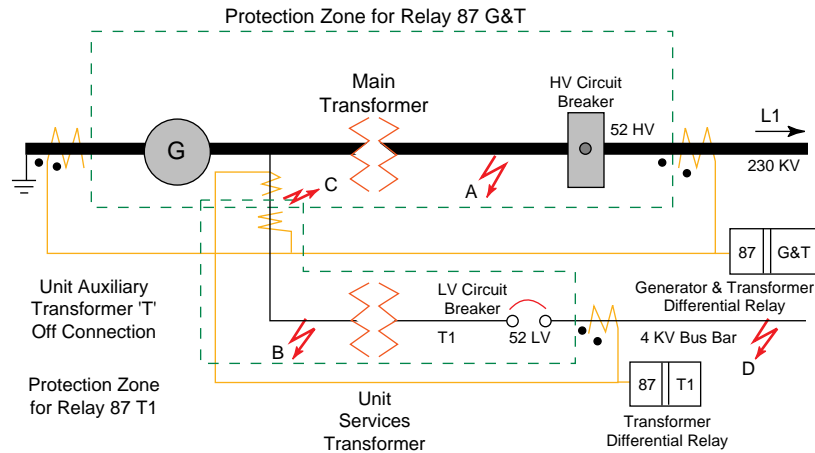 Protection Zone for Relay 87 G&T
Main
Transformer
HV Circuit
Breaker
52 HV
L1
G
230 KV
C
A
87
G&T
Generator & Transformer
Differential Relay
Unit Auxiliary
Transformer 'T'
Off Connection
LV Circuit
Breaker
T1
52 LV
4 KV Bus Bar
B
D
Protection Zone
for Relay 87 T1
Unit
Services
Transformer
87
T1
Transformer
Differential Relay